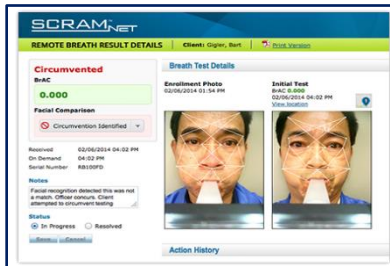 SCRAMNET
REMOTE BREATH RESULT DETAILS | Client: Gigler, Bart | Print Version
Circumvented
BrAC
0.000
Facial Comparison
Circumvention Identified
Received 02/06/2014 04:02 PM
On Demand 04:02 PM
Serial Number RB100FD
Notes
Facial recognition detected this was not
a match. Officer concurs. Client
attempted to circumvent testing
Status
In Progress Resolved
Save Cancel
Breath Test Details
Enrollment Photo
02/06/2014 01:54 PM
Initial Test
BrAC 0.000
02/06/2014 04:02 PM
View location
Action History